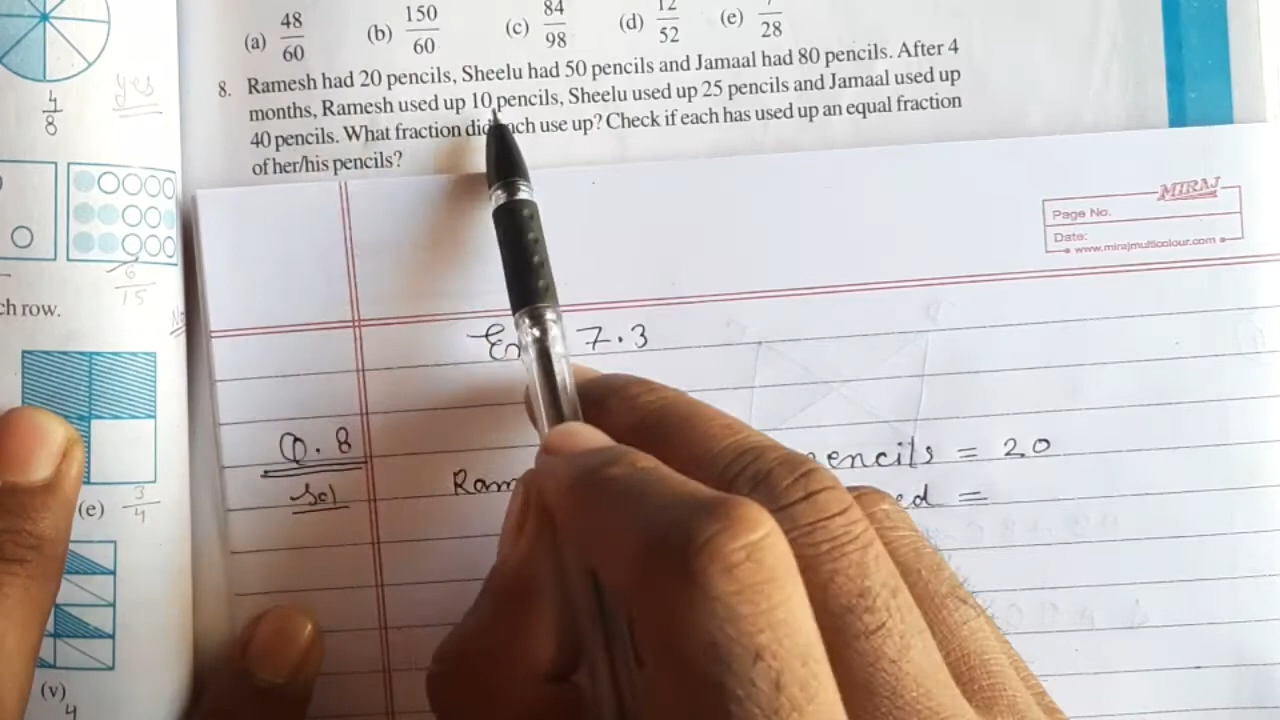 (a) 48/60 (b) 150/60 (c) 84/98 (d) 12/52 (e) 7/28
8. Ramesh had 20 pencils, Sheelu had 50 pencils and Jamaal had 80 pencils. After 4
months, Ramesh used up 10 pencils, Sheelu used up 25 pencils and Jamaal used up
40 pencils. What fraction did each use up? Check if each has used up an equal fraction
of her/his pencils?
4/8
yes
6/15
ch row.
(e) 3/4
(v)
4
MIRAJ
Page No.
Date:
www.mirajmulticolour.com
7.3
Q.8
Sol
Ram encils = 20
ed =